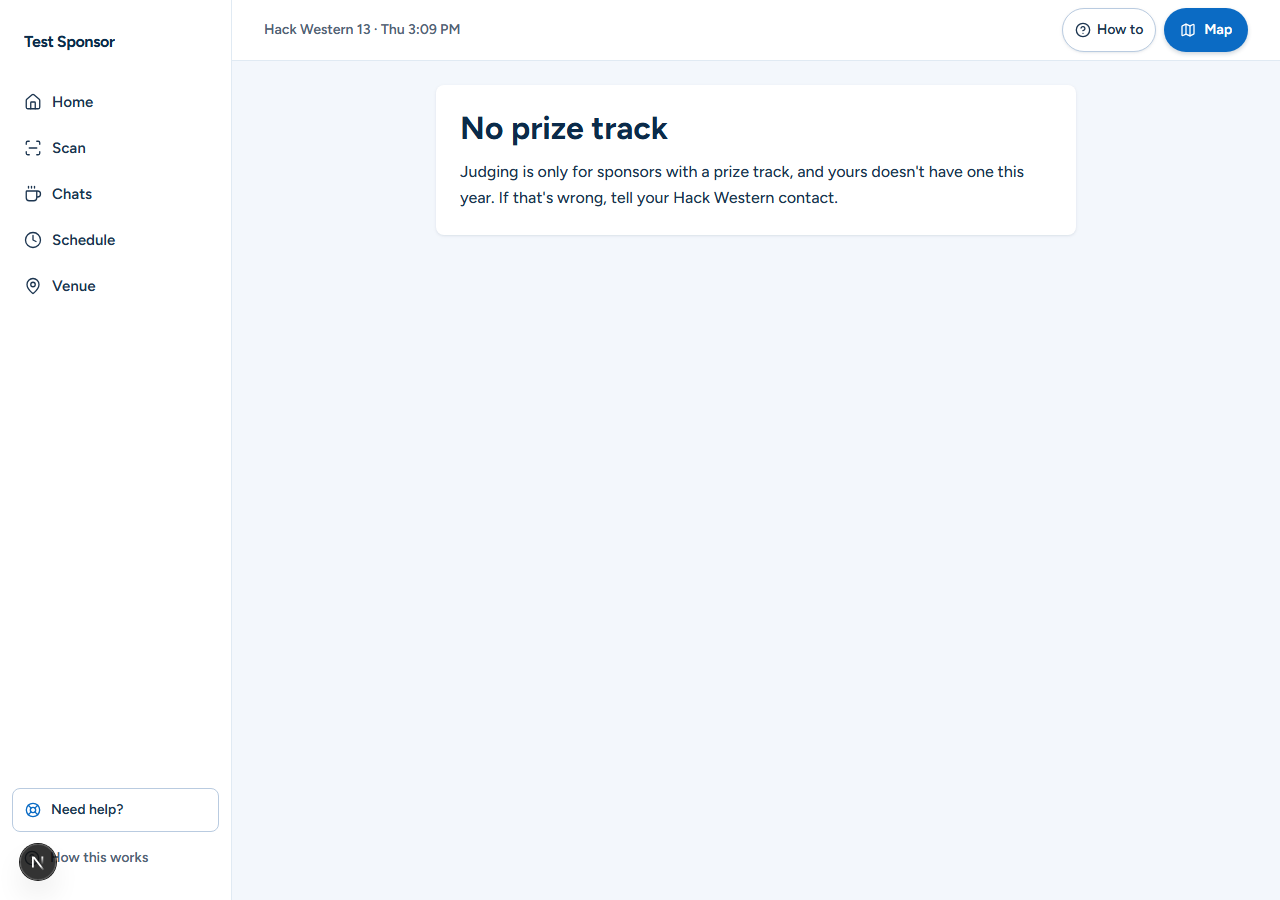 Test Sponsor
Hack Western 13 · Thu 3:09 PM
How to
Map
Home
Scan
Chats
Schedule
Venue
No prize track
Judging is only for sponsors with a prize track, and yours doesn't have one this
year. If that's wrong, tell your Hack Western contact.
Need help?
How this works
N